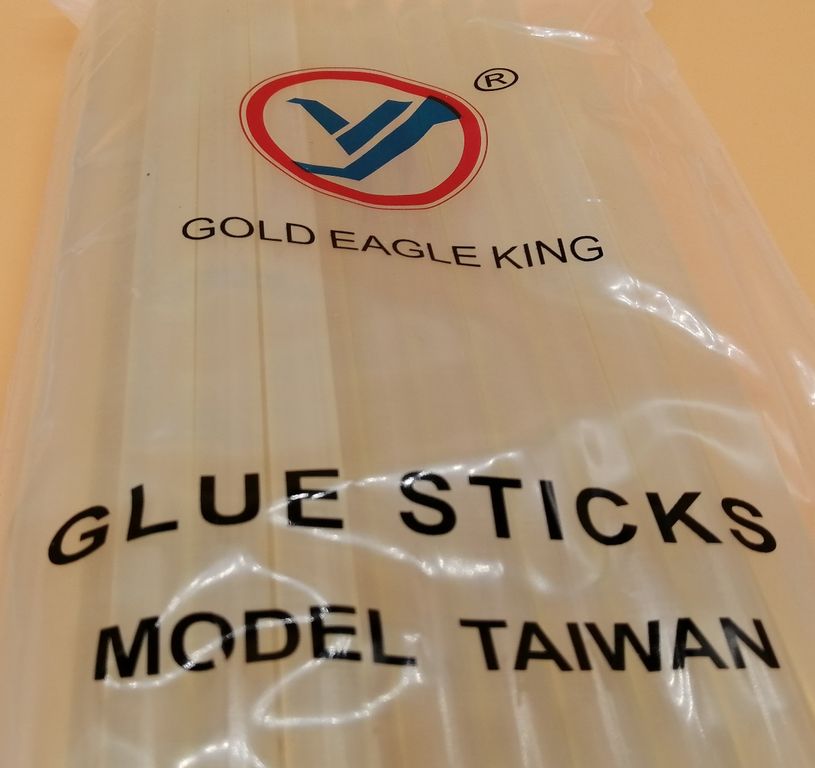 ®
GOLD EAGLE KING
GLUE STICKS
MODEL TAIWAN